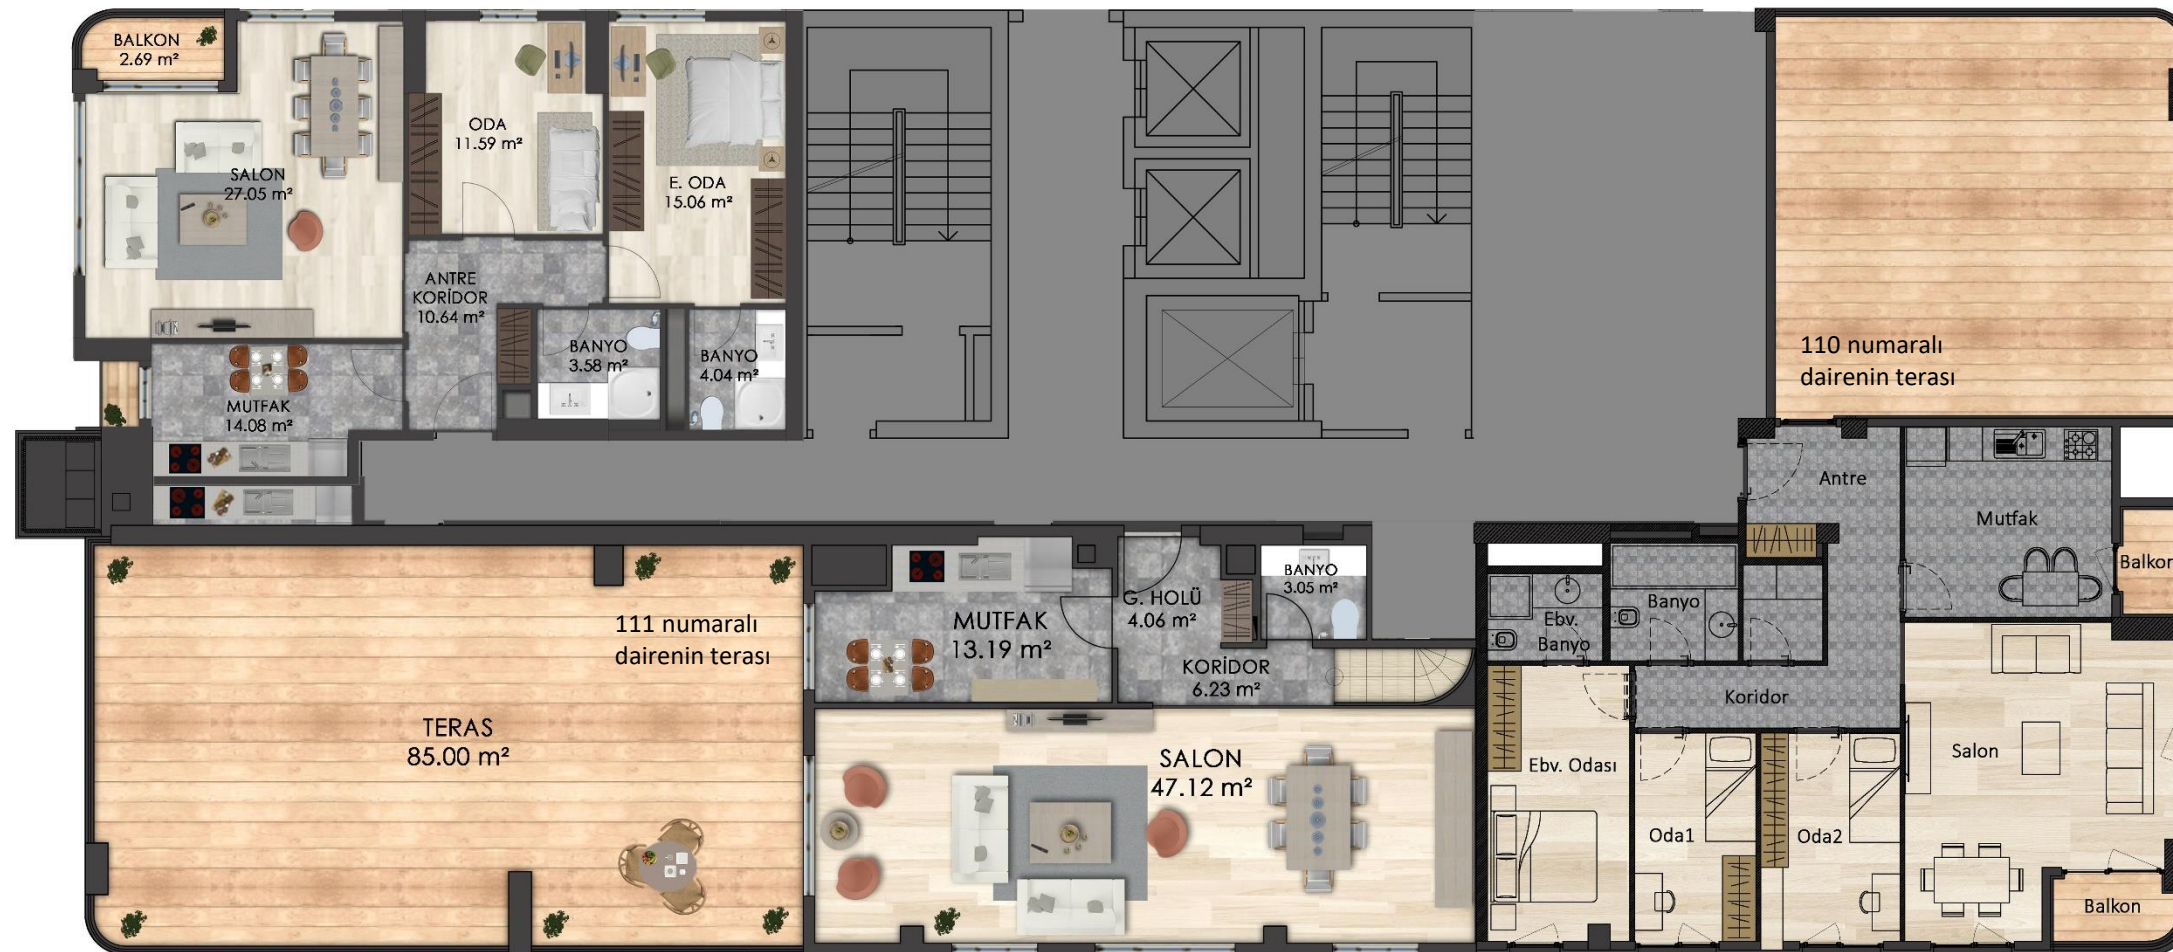 BALKON
2.69 m²
SALON
27.05 m²
ODA
11.59 m²
E. ODA
15.06 m²
ANTRE
KORİDOR
10.64 m²
BANYO
3.58 m²
BANYO
4.04 m²
MUTFAK
14.08 m²
110 numaralı
dairenin terası
111 numaralı
dairenin terası
TERAS
85.00 m²
MUTFAK
13.19 m²
G. HOLÜ
4.06 m²
BANYO
3.05 m²
KORİDOR
6.23 m²
SALON
47.12 m²
Antre
Mutfak
Balkon
Ebv.
Banyo
Banyo
Koridor
Ebv. Odası
Oda1
Oda2
Salon
Balkon